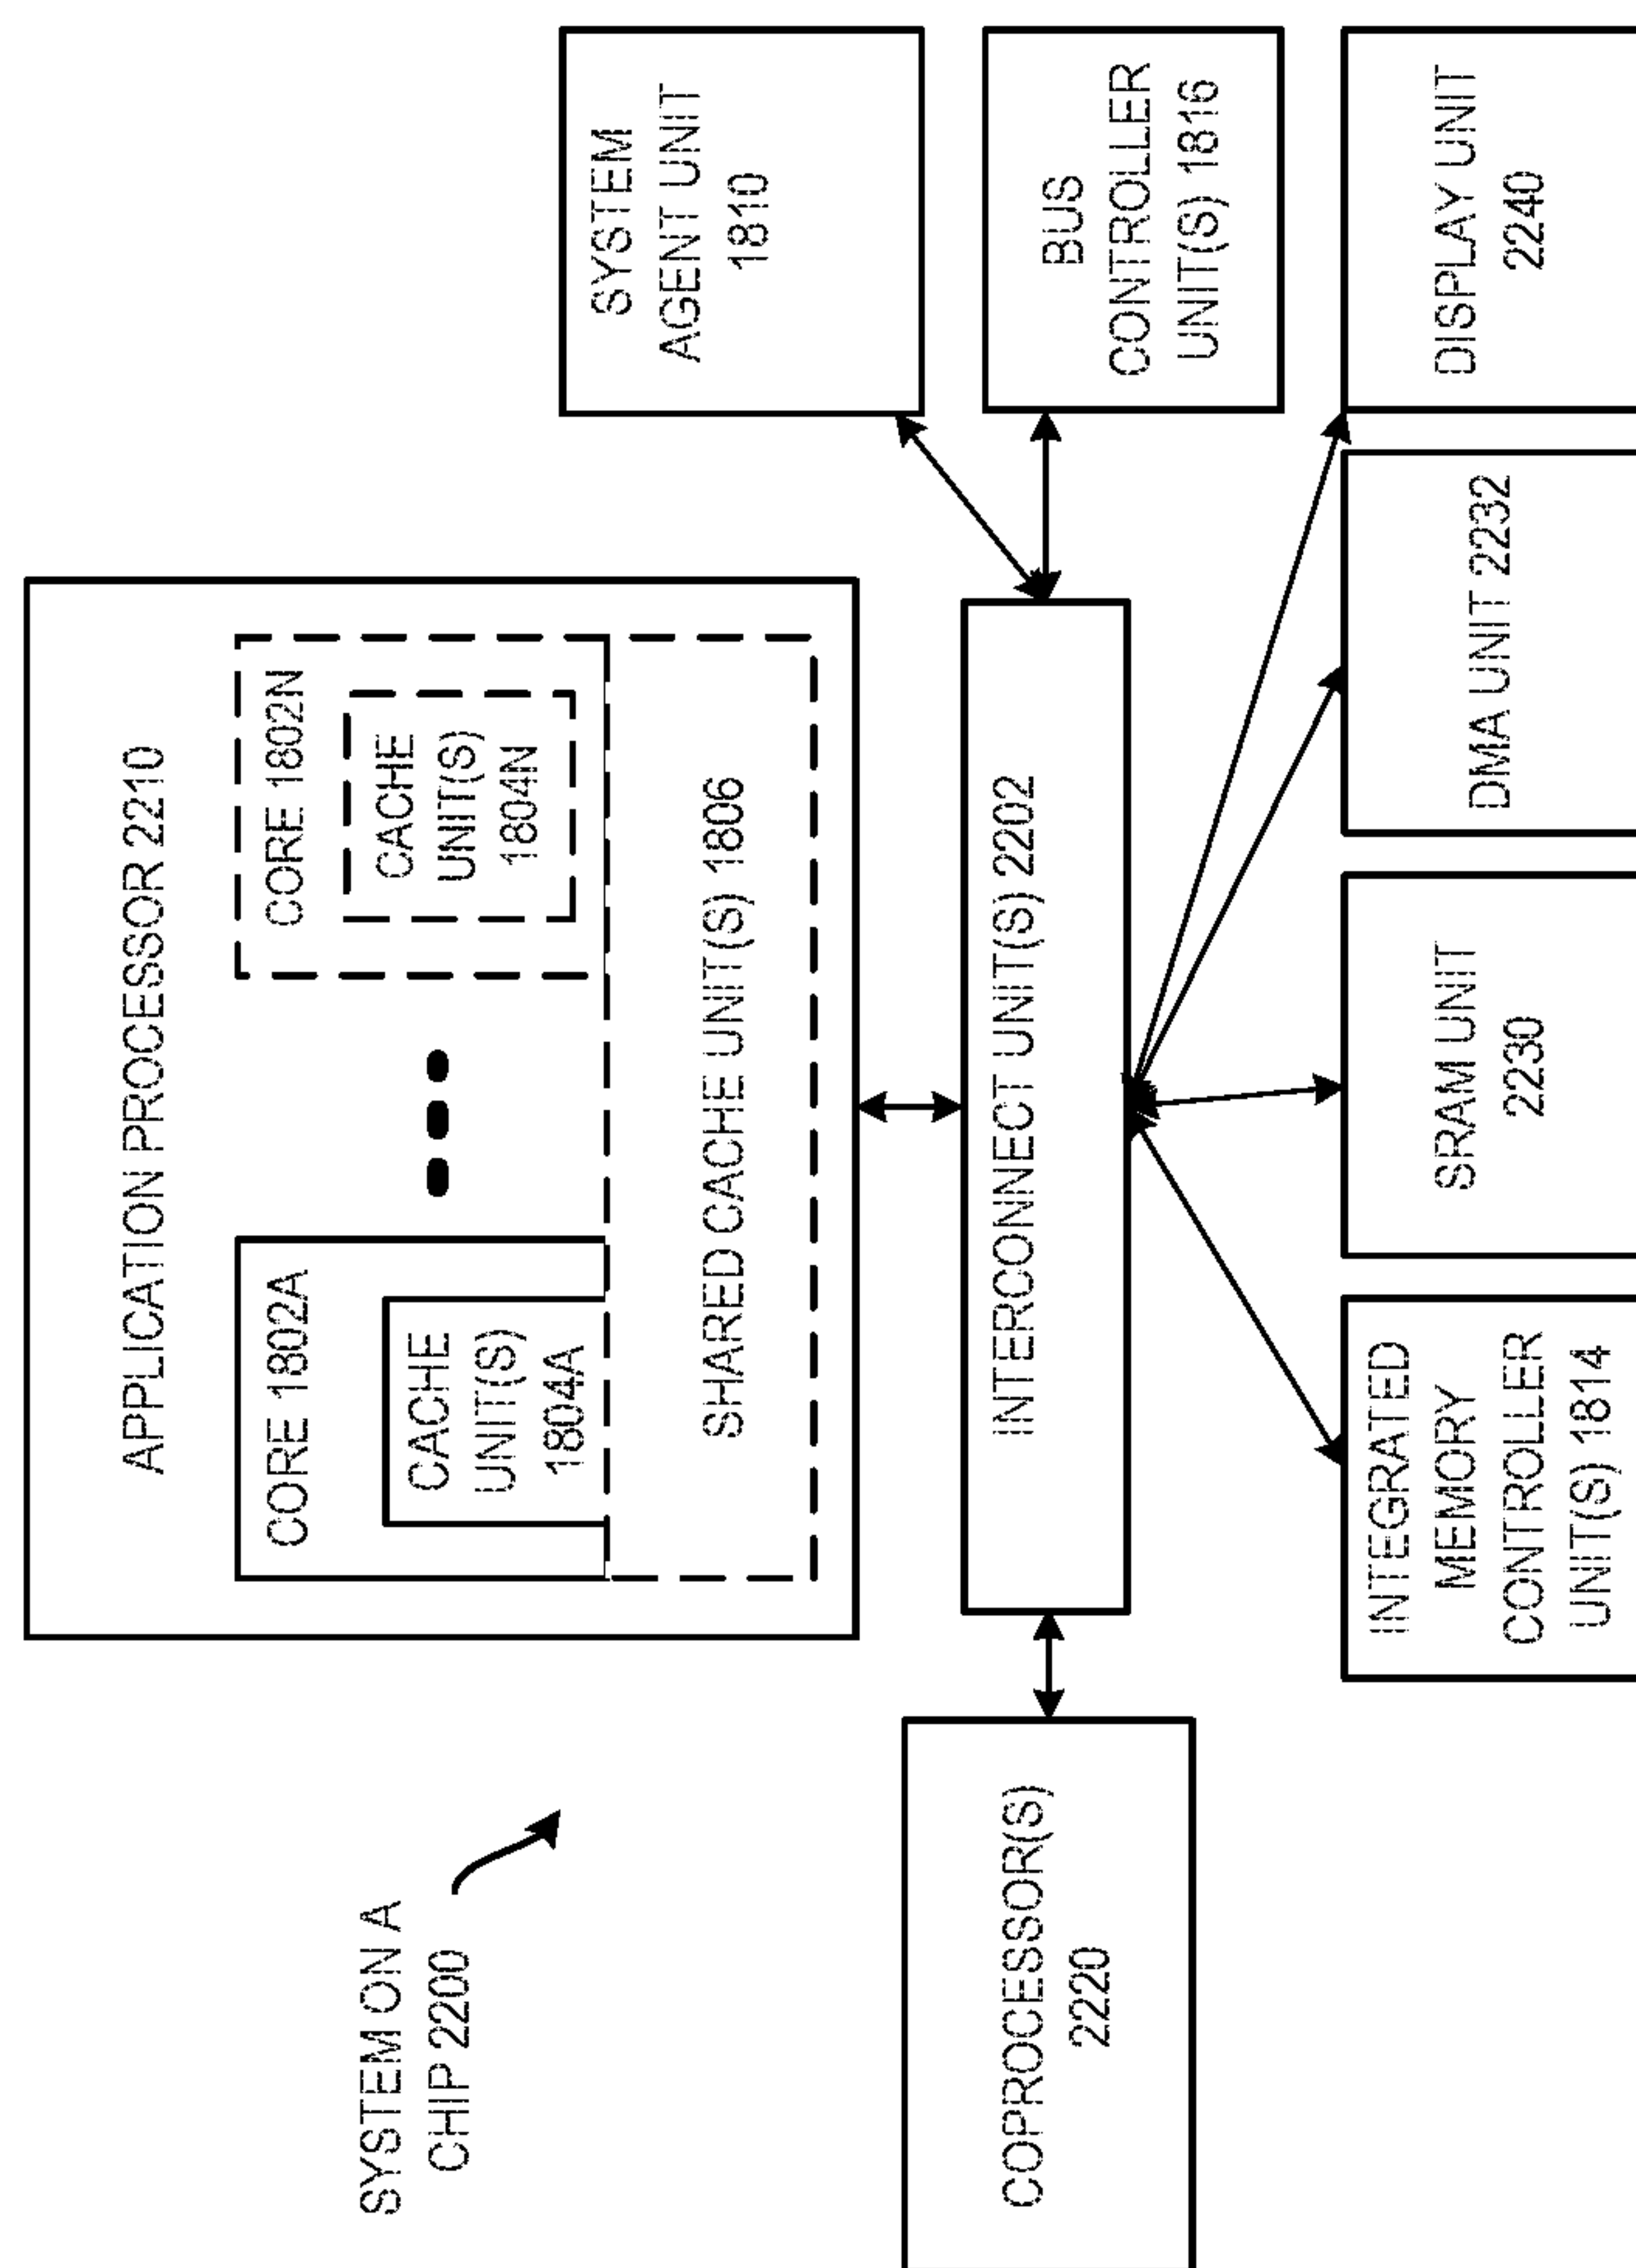 SYSTEM ON A
CHIP 2200
APPLICATION PROCESSOR 2210
CORE 1802A
CACHE
UNIT(S)
1804A
CORE 1802N
CACHE
UNIT(S)
1804N
SHARED CACHE UNIT(S) 1806
SYSTEM
AGENT UNIT
1810
COPROCESSOR(S)
2220
INTERCONNECT UNIT(S) 2202
BUS
CONTROLLER
UNIT(S) 1816
INTEGRATED
MEMORY
CONTROLLER
UNIT(S) 1814
SRAM UNIT
2230
DMA UNIT 2232
DISPLAY UNIT
2240